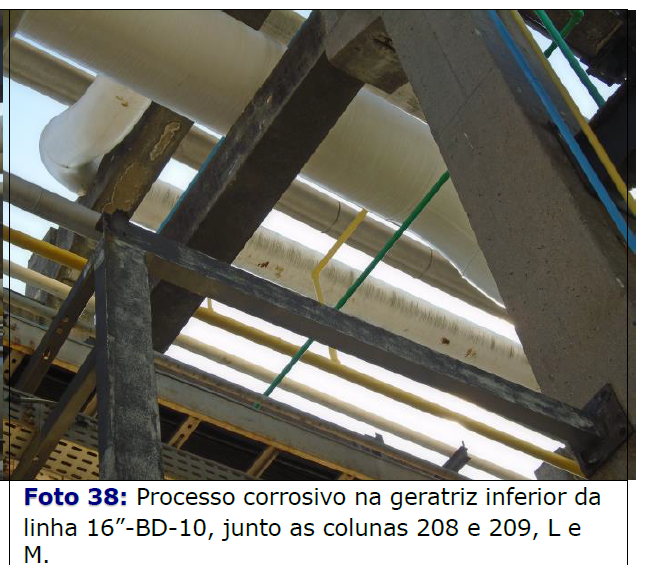 Foto 38: Processo corrosivo na geratriz inferior da
linha 16”-BD-10, junto as colunas 208 e 209, L e
M.